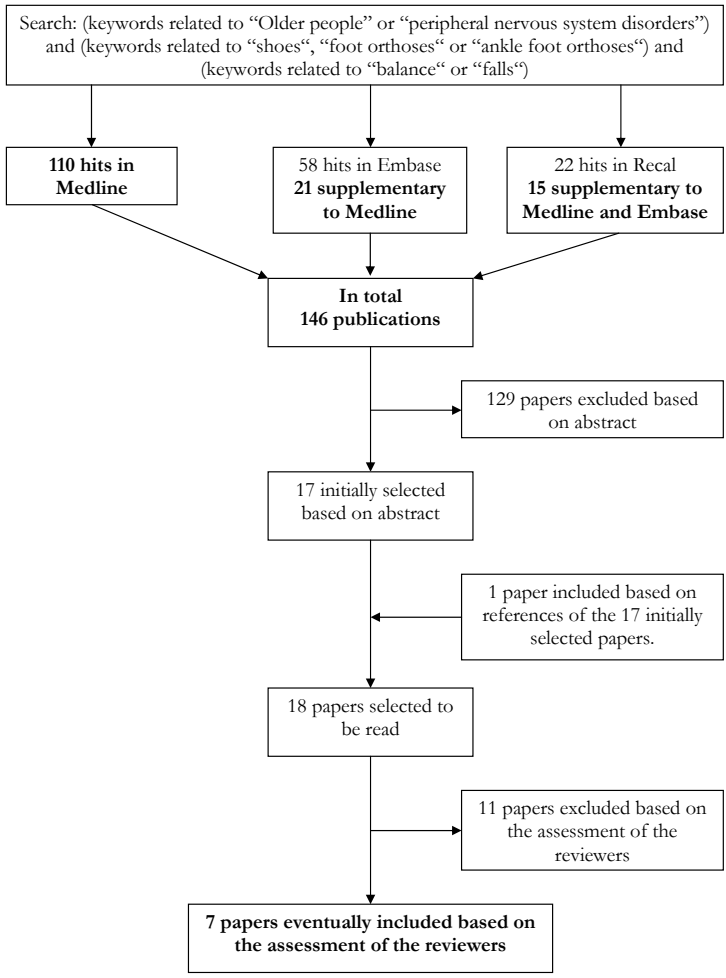 Search: (keywords related to “Older people” or “peripheral nervous system disorders”)
and (keywords related to “shoes“, “foot orthoses“ or “ankle foot orthoses“) and
(keywords related to “balance“ or “falls“)
110 hits in
Medline
58 hits in Embase
21 supplementary
to Medline
22 hits in Recal
15 supplementary to
Medline and Embase
In total
146 publications
129 papers excluded based
on abstract
17 initially selected
based on abstract
1 paper included based on
references of the 17 initially
selected papers.
18 papers selected to
be read
11 papers excluded based on
the assessment of the
reviewers
7 papers eventually included based on
the assessment of the reviewers